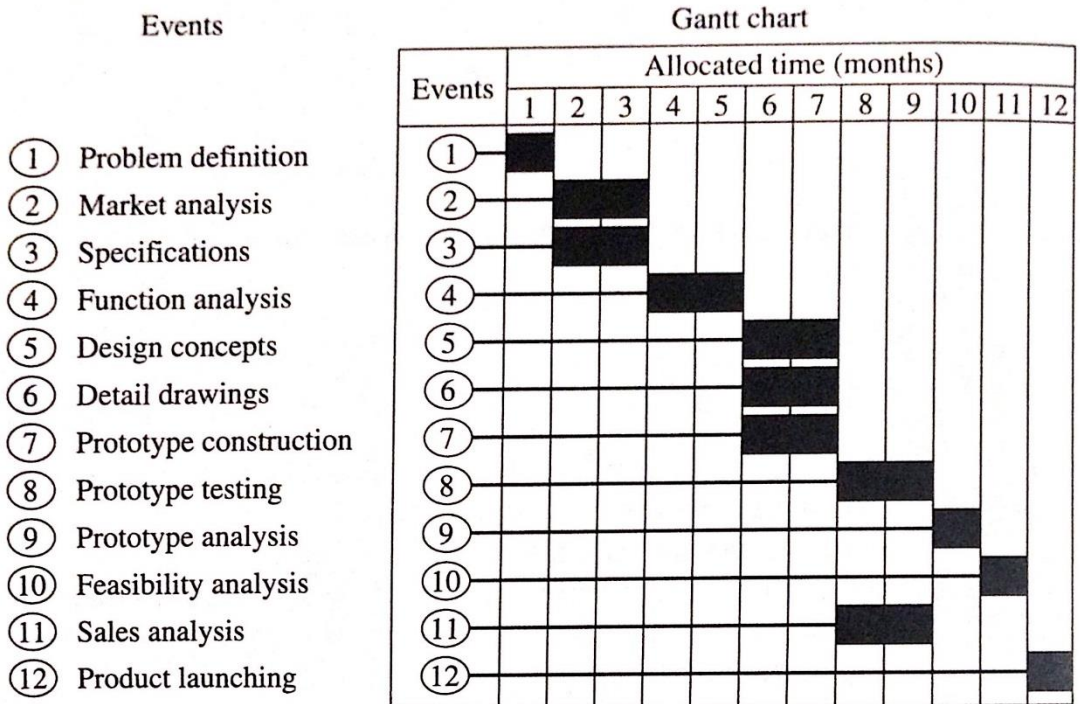 Events
Gantt chart
Events
Allocated time (months)
1 2 3 4 5 6 7 8 9 10 11 12
1 Problem definition 1
2 Market analysis 2
3 Specifications 3
4 Function analysis 4
5 Design concepts 5
6 Detail drawings 6
7 Prototype construction 7
8 Prototype testing 8
9 Prototype analysis 9
10 Feasibility analysis 10
11 Sales analysis 11
12 Product launching 12